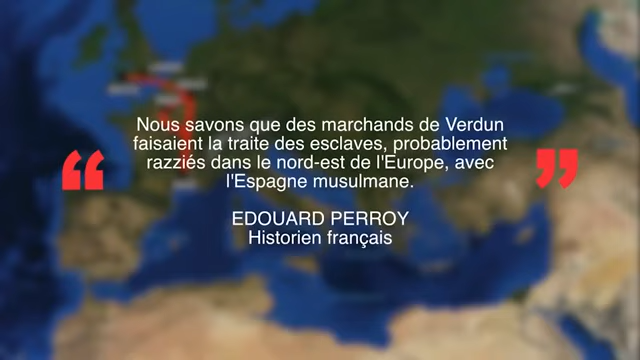 Nous savons que des marchands de Verdun
faisaient la traite des esclaves, probablement
razziés dans le nord-est de l'Europe, avec
l'Espagne musulmane.
EDOUARD PERROY
Historien français